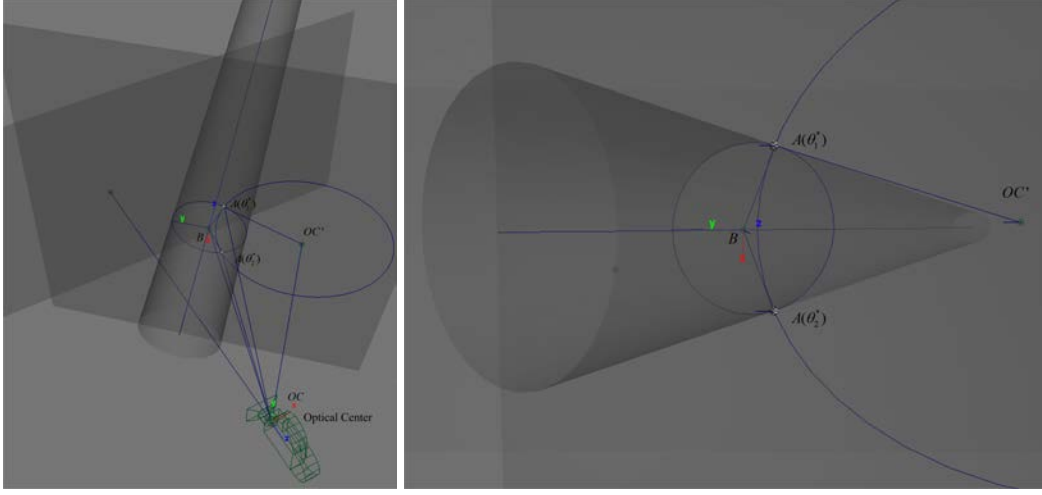 z A(θ₁*)
y
B
x
OC'
A(θ₂*)
y OC
x
Optical Center
z
A(θ₁*)
OC'
y z
B
x
A(θ₂*)